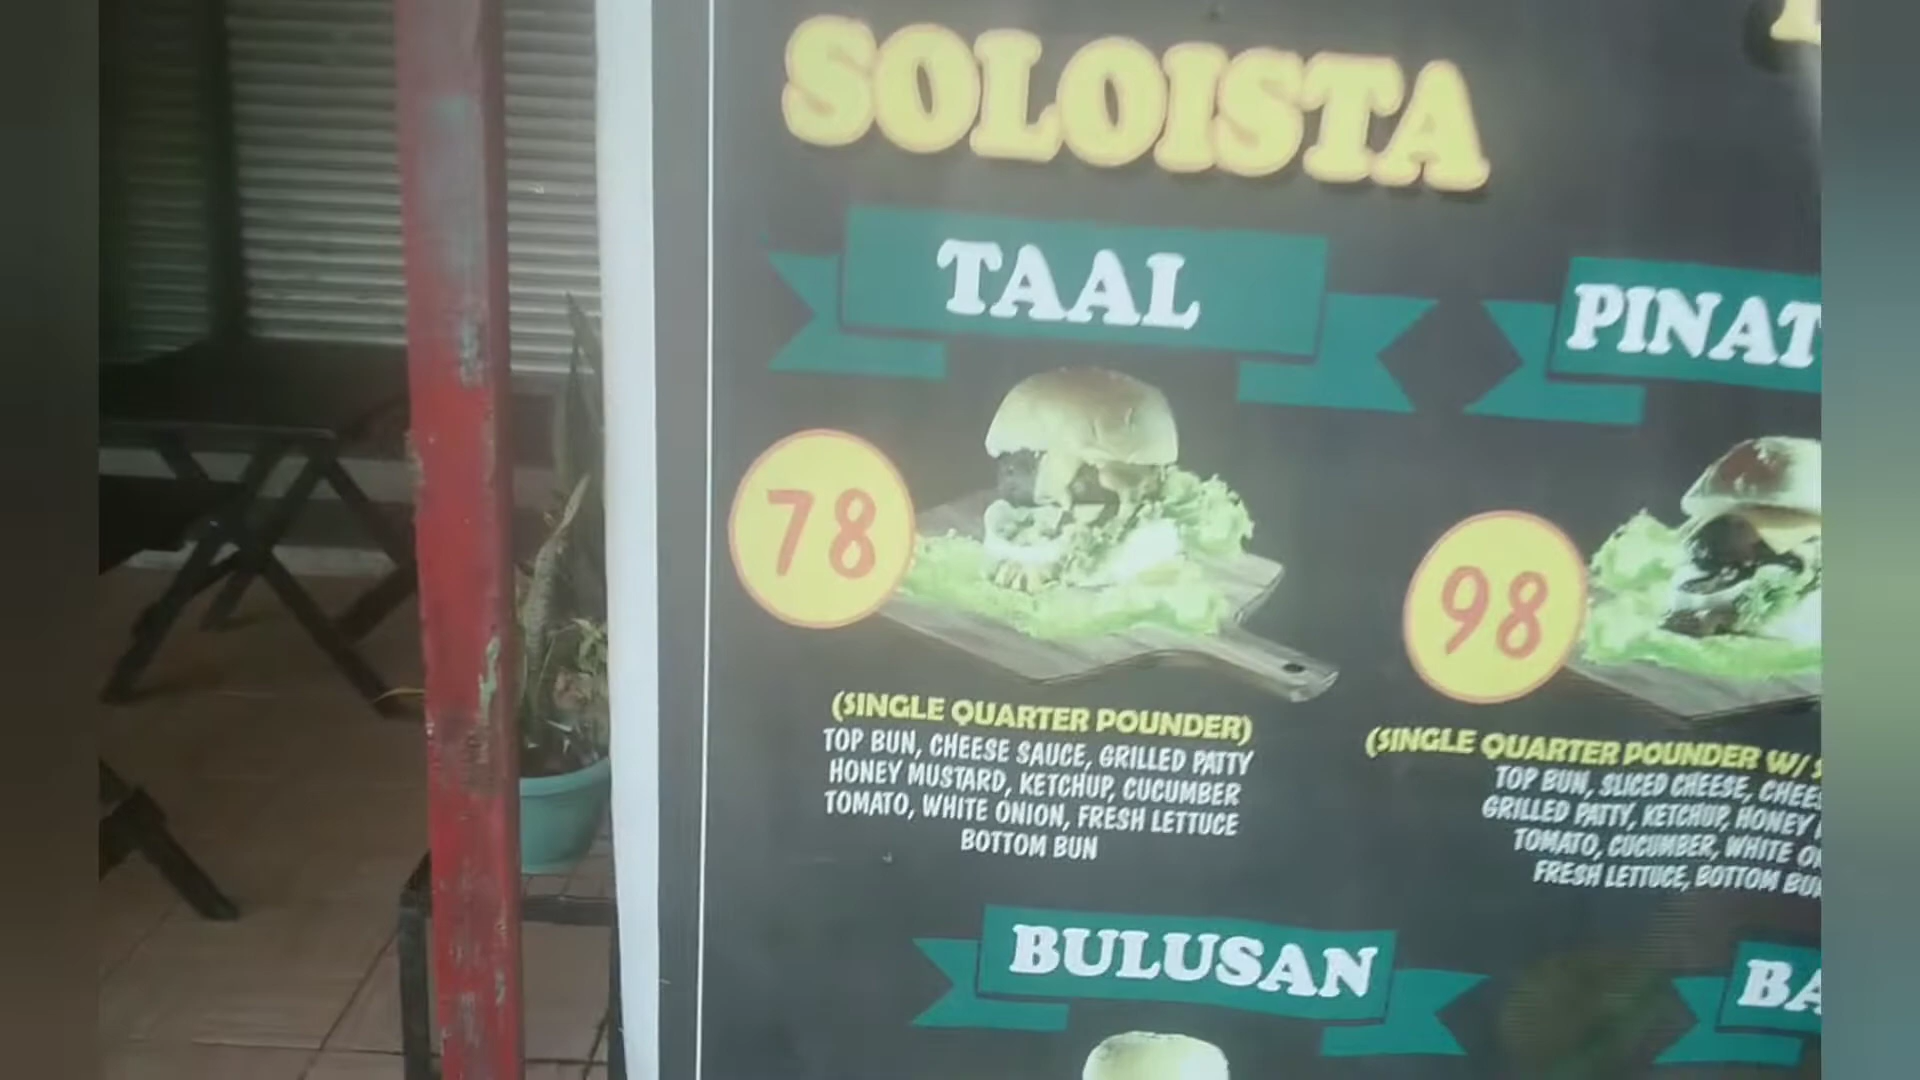 SOLOISTA
TAAL
78
(SINGLE QUARTER POUNDER)
TOP BUN, CHEESE SAUCE, GRILLED PATTY
HONEY MUSTARD, KETCHUP, CUCUMBER
TOMATO, WHITE ONION, FRESH LETTUCE
BOTTOM BUN
PINAT
98
(SINGLE QUARTER POUNDER W/
TOP BUN, SLICED CHEESE, CHEE
GRILLED PATTY, KETCHUP, HONEY
TOMATO, CUCUMBER, WHITE O
FRESH LETTUCE, BOTTOM BU
BULUSAN
BA